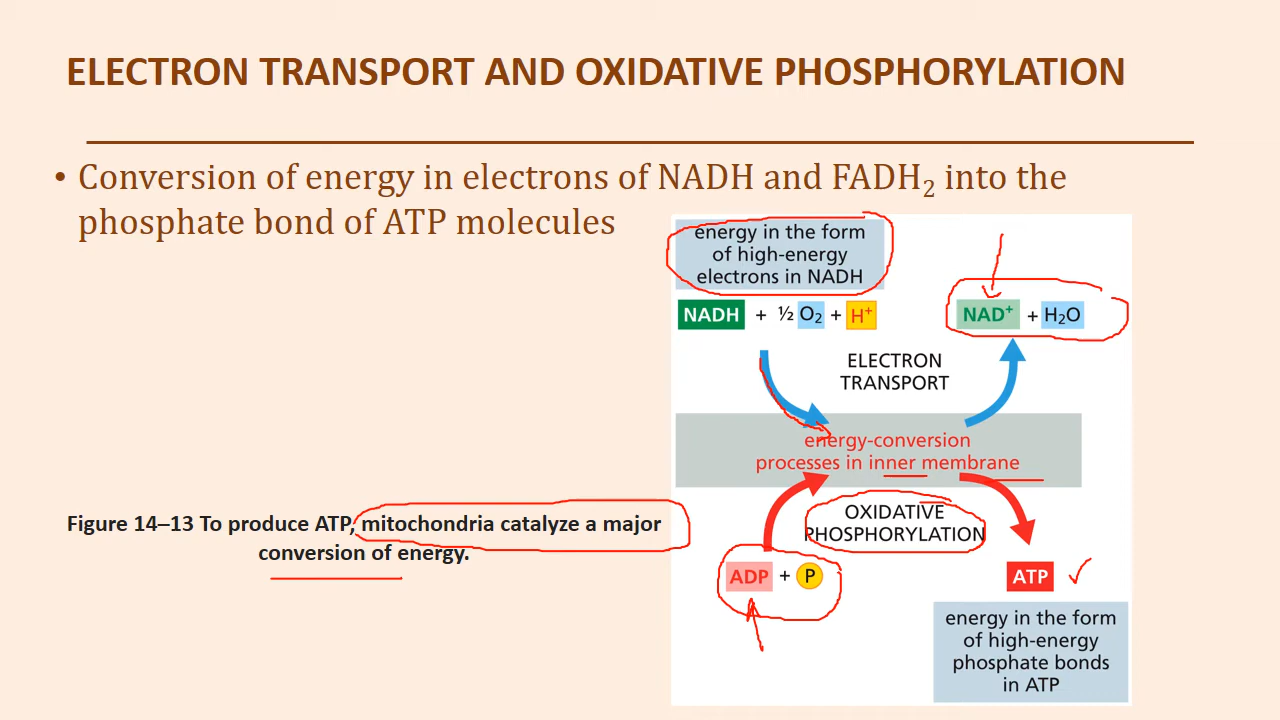 ELECTRON TRANSPORT AND OXIDATIVE PHOSPHORYLATION
• Conversion of energy in electrons of NADH and FADH₂ into the
phosphate bond of ATP molecules
energy in the form
of high-energy
electrons in NADH
NADH + ½ O₂ + H⁺
NAD⁺ + H₂O
ELECTRON
TRANSPORT
energy-conversion
processes in inner membrane
OXIDATIVE
PHOSPHORYLATION
ADP + P
ATP
energy in the form
of high-energy
phosphate bonds
in ATP
Figure 14–13 To produce ATP, mitochondria catalyze a major
conversion of energy.